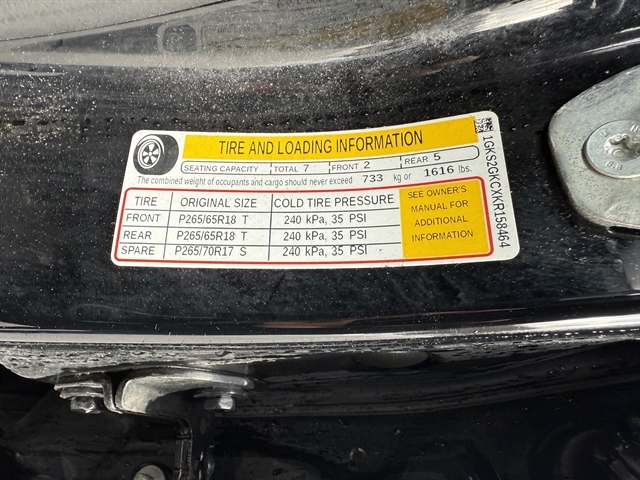 TIRE AND LOADING INFORMATION
SEATING CAPACITY TOTAL 7 FRONT 2 REAR 5
The combined weight of occupants and cargo should never exceed 733 kg or 1616 lbs.
TIRE ORIGINAL SIZE COLD TIRE PRESSURE
FRONT P265/65R18 T 240 kPa, 35 PSI
REAR P265/65R18 T 240 kPa, 35 PSI
SPARE P265/70R17 S 240 kPa, 35 PSI
SEE OWNER'S
MANUAL FOR
ADDITIONAL
INFORMATION
1GKS2GKCXKR158464